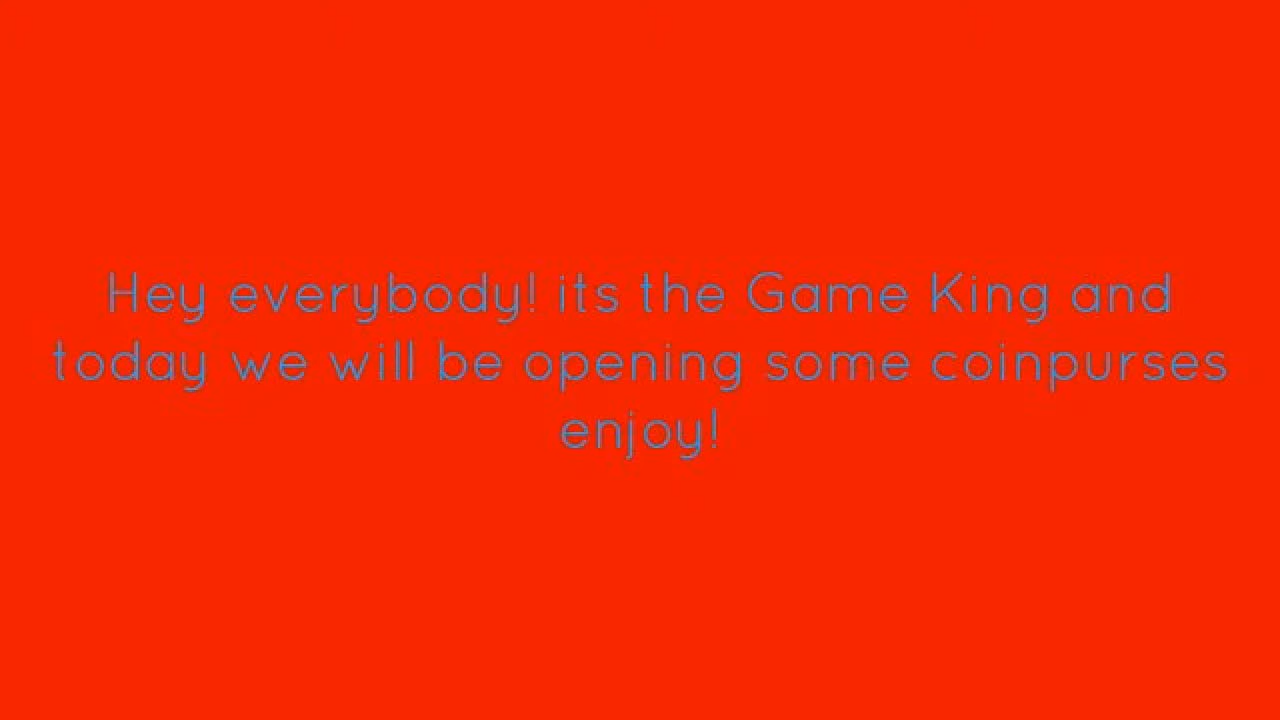 Hey everybody! its the Game King and
today we will be opening some coinpurses
enjoy!